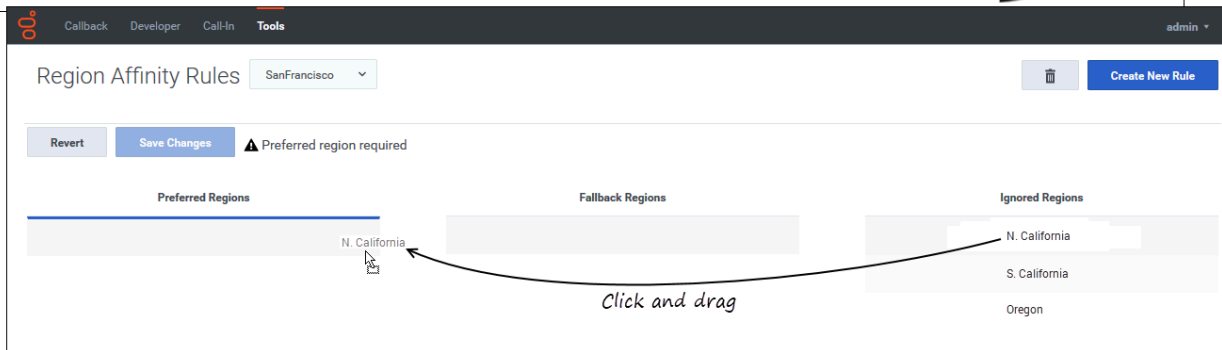 Callback Developer Call-In Tools admin
Region Affinity Rules SanFrancisco Create New Rule
Revert Save Changes Preferred region required
Preferred Regions Fallback Regions Ignored Regions
N. California N. California
S. California
Click and drag
Oregon